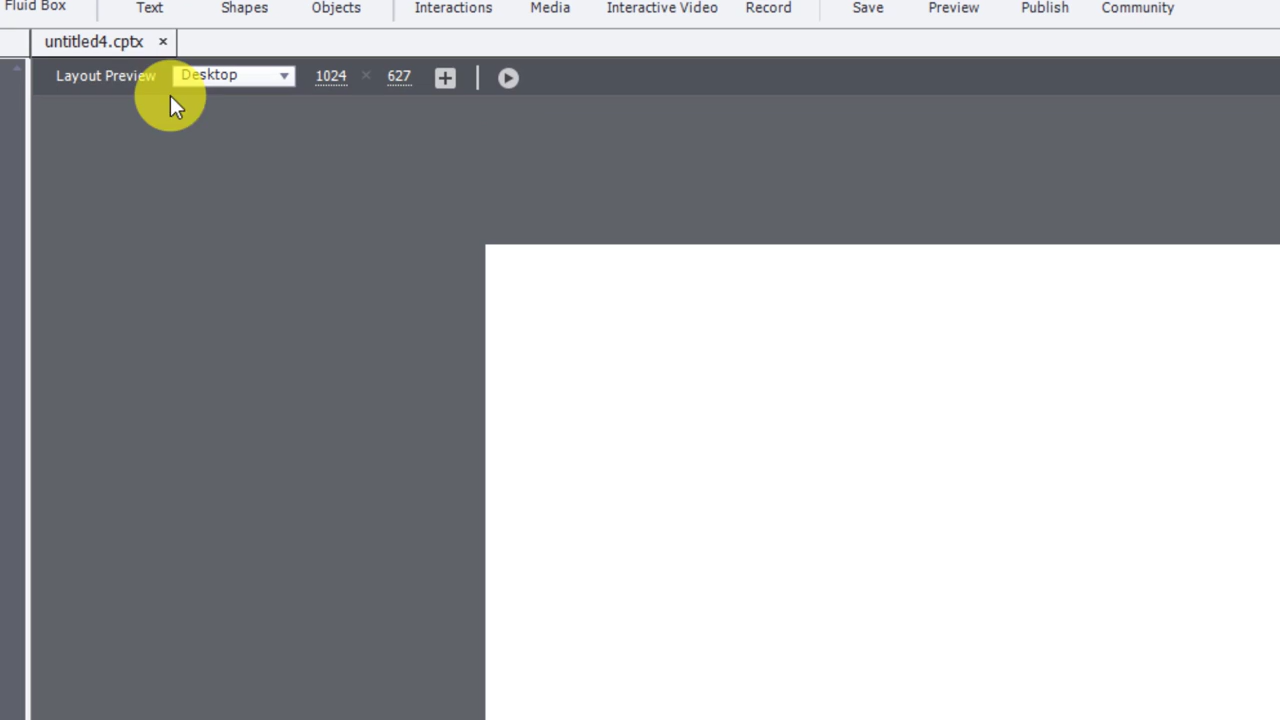 Fluid Box Text Shapes Objects Interactions Media Interactive Video Record Save Preview Publish Community
untitled4.cptx ×
Layout Preview Desktop 1024 × 627